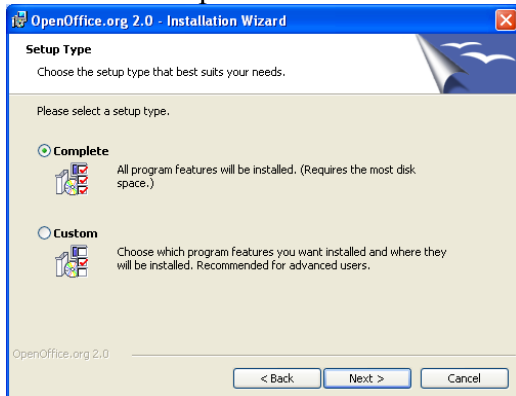 OpenOffice.org 2.0 - Installation Wizard
Setup Type
Choose the setup type that best suits your needs.
Please select a setup type.
Complete
All program features will be installed. (Requires the most disk
space.)
Custom
Choose which program features you want installed and where they
will be installed. Recommended for advanced users.
OpenOffice.org 2.0
< Back Next > Cancel